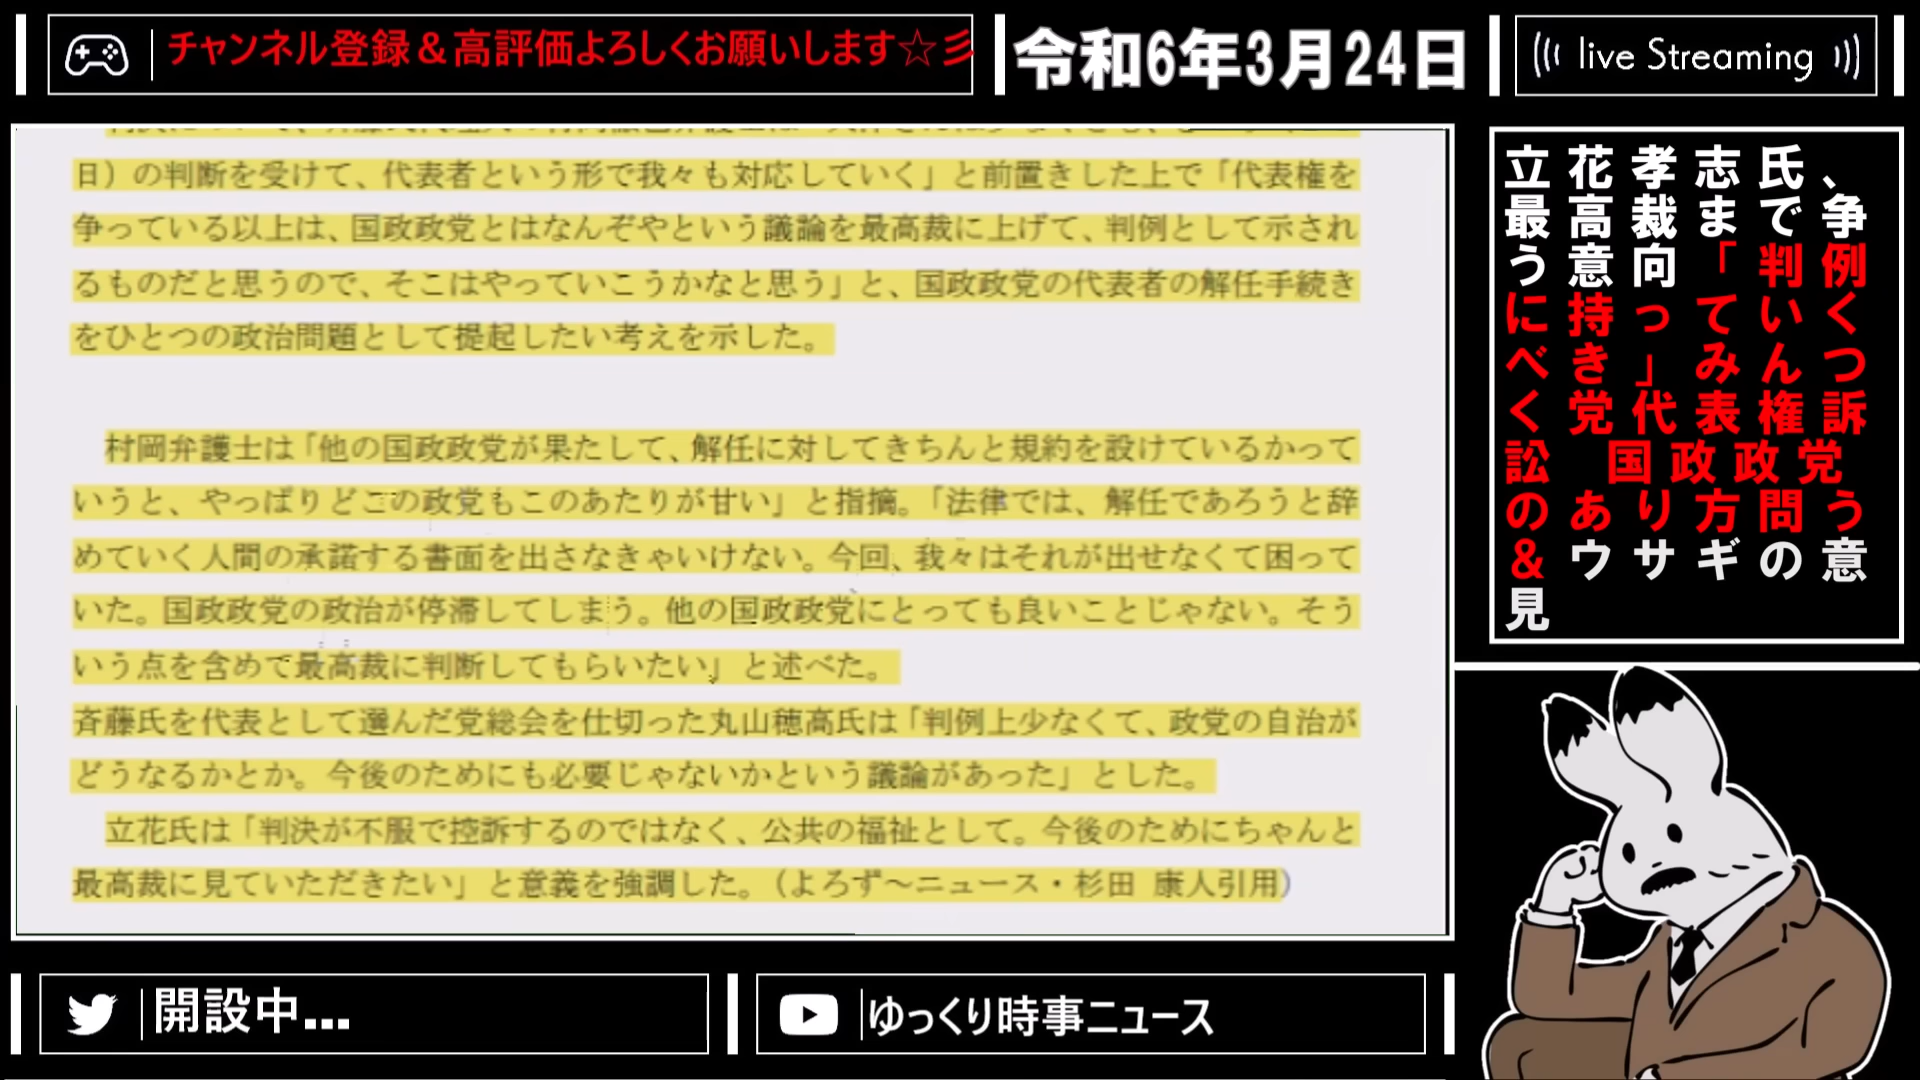 チャンネル登録＆高評価よろしくお願いします☆彡
令和6年3月24日
live Streaming
日）の判断を受けて、代表者という形で我々も対応していく」と前置きした上で「代表権を
争っている以上は、国政政党とはなんぞやという議論を最高裁に上げて、判例として示され
るものだと思うので、そこはやっていこうかなと思う」と、国政政党の代表者の解任手続き
をひとつの政治問題として提起したい考えを示した。
村岡弁護士は「他の国政政党が果たして、解任に対してきちんと規約を設けているかって
いうと、やっぱりどこの政党もこのあたりが甘い」と指摘。「法律では、解任であろうと辞
めていく人間の承諾する書面を出さなきゃいけない。今回、我々はそれが出せなくて困って
いた。国政政党の政治が停滞してしまう。他の国政政党にとっても良いことじゃない。そう
いう点を含めて最高裁に判断してもらいたい」と述べた。
斉藤氏を代表として選んだ党総会を仕切った丸山穂高氏は「判例上少なくて、政党の自治が
どうなるかとか。今後のためにも必要じゃないかという議論があった」とした。
立花氏は「判決が不服で控訴するのではなく、公共の福祉として。今後のためにちゃんと
最高裁に見ていただきたい」と意義を強調した。（よろず～ニュース・杉田 康人引用）
立花孝志氏、
最高裁まで争
う意向「判例
に持っていく
べき」みんつ
く党代表権訴
訟 国政政党
のあり方問う
＆ウサギの意
見
開設中...
ゆっくり時事ニュース